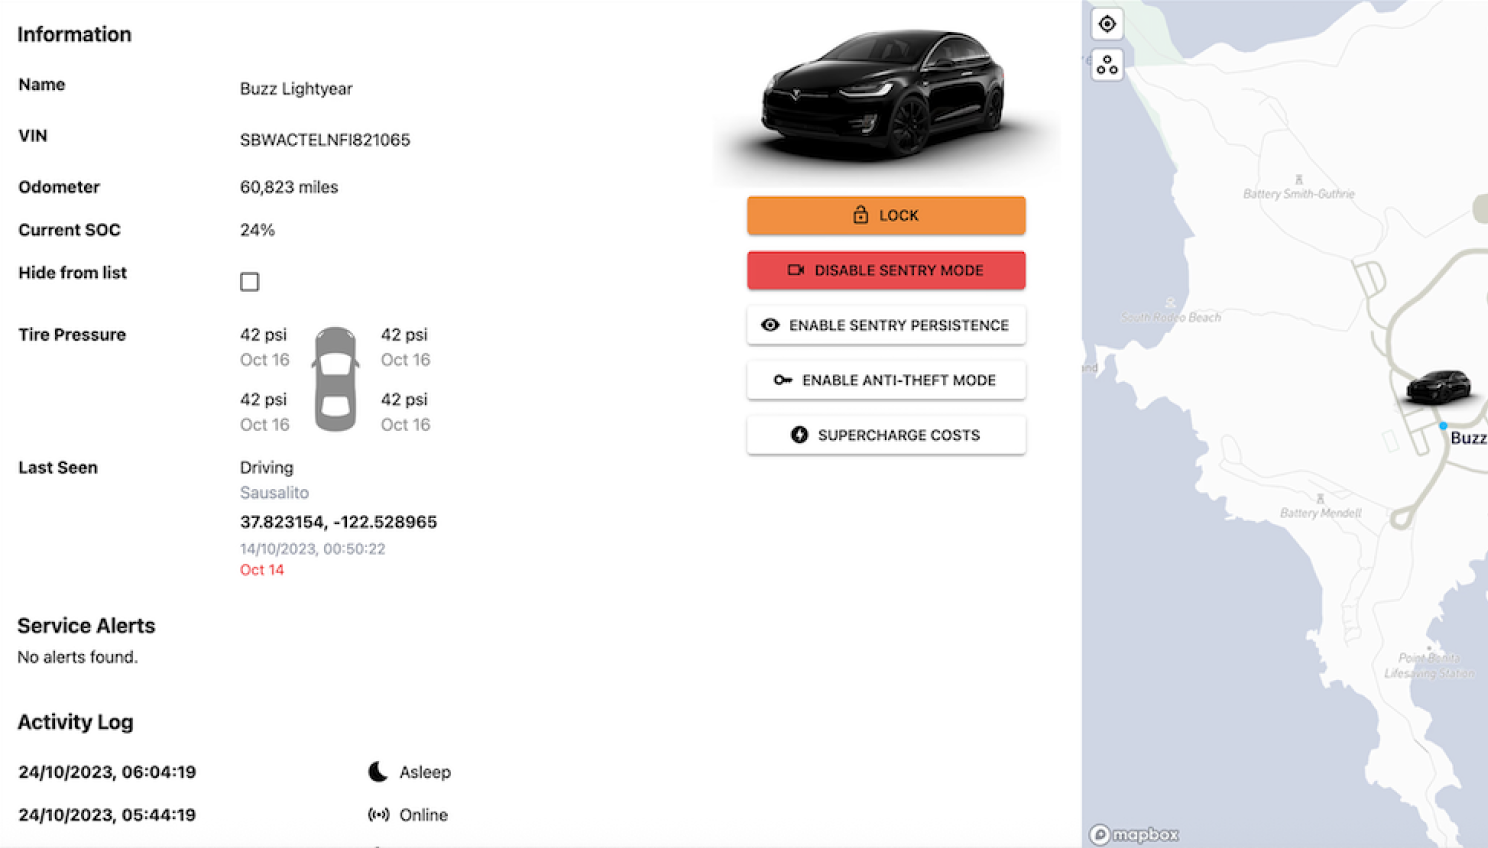 Information
Name
Buzz Lightyear
VIN
SBWACTELNFI821065
Odometer
60,823 miles
Current SOC
24%
Hide from list
Tire Pressure
42 psi
Oct 16
42 psi
Oct 16
42 psi
Oct 16
42 psi
Oct 16
Last Seen
Driving
Sausalito
37.823154, -122.528965
14/10/2023, 00:50:22
Oct 14
Service Alerts
No alerts found.
Activity Log
24/10/2023, 06:04:19
Asleep
24/10/2023, 05:44:19
Online
LOCK
DISABLE SENTRY MODE
ENABLE SENTRY PERSISTENCE
ENABLE ANTI-THEFT MODE
SUPERCHARGE COSTS
Battery Smith-Guthrie
South Rodeo Beach
Buzz
Battery Mendell
Point Bonita
Lifesaving Station
mapbox